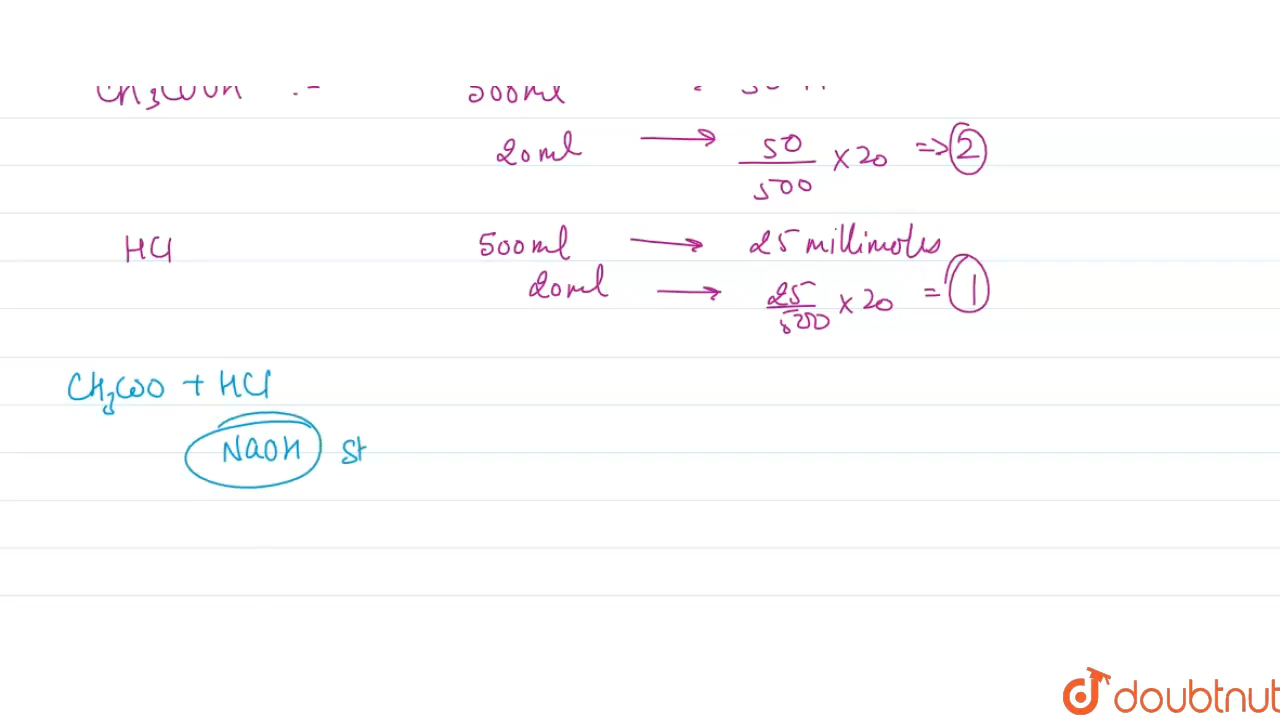 CH3COOH :- 500ml
20ml → 50/500 × 20 => 2
HCl 500ml → 25 millimoles
20ml → 25/500 × 20 = 1
CH3COO + HCl
NaOH St
doubtnut